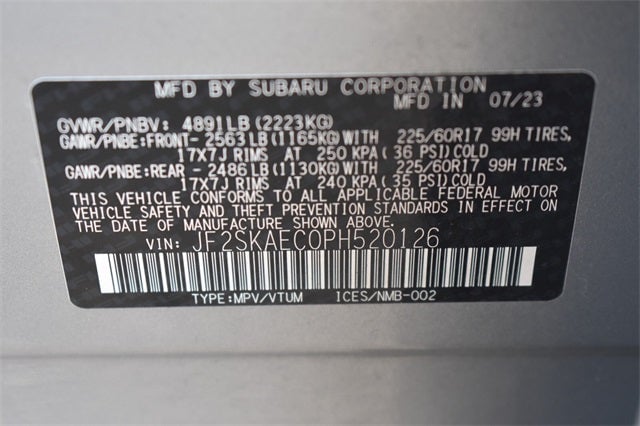 MFD BY SUBARU CORPORATION
MFD IN 07/23
GVWR/PNBV: 4891LB(2223KG)
GAWR/PNBE:FRONT- 2563LB(1165KG)WITH 225/60R17 99H TIRES,
17X7J RIMS AT 250 KPA(36 PSI)COLD
GAWR/PNBE:REAR - 2486LB(1130KG)WITH 225/60R17 99H TIRES,
17X7J RIMS AT 240 KPA(35 PSI)COLD
THIS VEHICLE CONFORMS TO ALL APPLICABLE FEDERAL MOTOR
VEHICLE SAFETY AND THEFT PREVENTION STANDARDS IN EFFECT ON
THE DATE OF MANUFACTURE SHOWN ABOVE.
VIN: JF2SKAEC0PH520126
TYPE:MPV/VTUM ICES/NMB-002